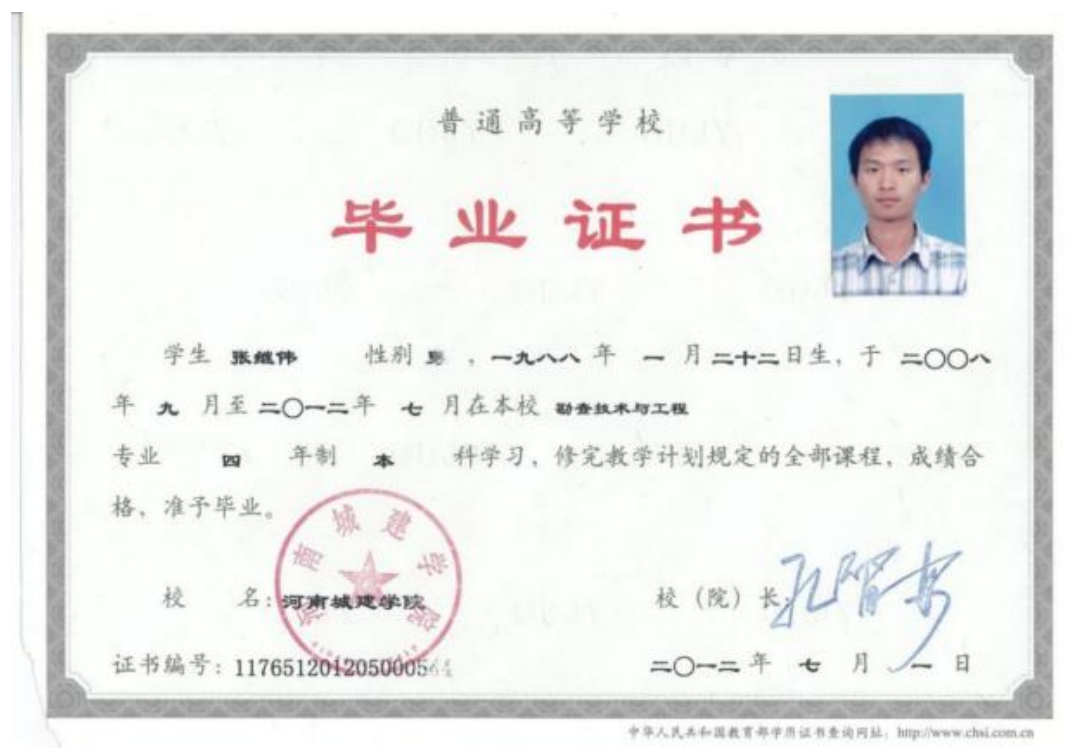 普通高等学校
毕业证书
学生 张继伟 性别 男 ，一九八八 年 一 月 二十二 日生，于 二〇〇八
年 九 月至 二〇一二 年 七 月在本校 勘查技术与工程
专业 四 年制 本 科学习，修完教学计划规定的全部课程，成绩合
格，准予毕业。
河南城建学院
校 名：河南城建学院 校（院）长
证书编号：117651201205000544 二〇一二 年 七 月 一 日
中华人民共和国教育部学历证书查询网址：http://www.chsi.com.cn